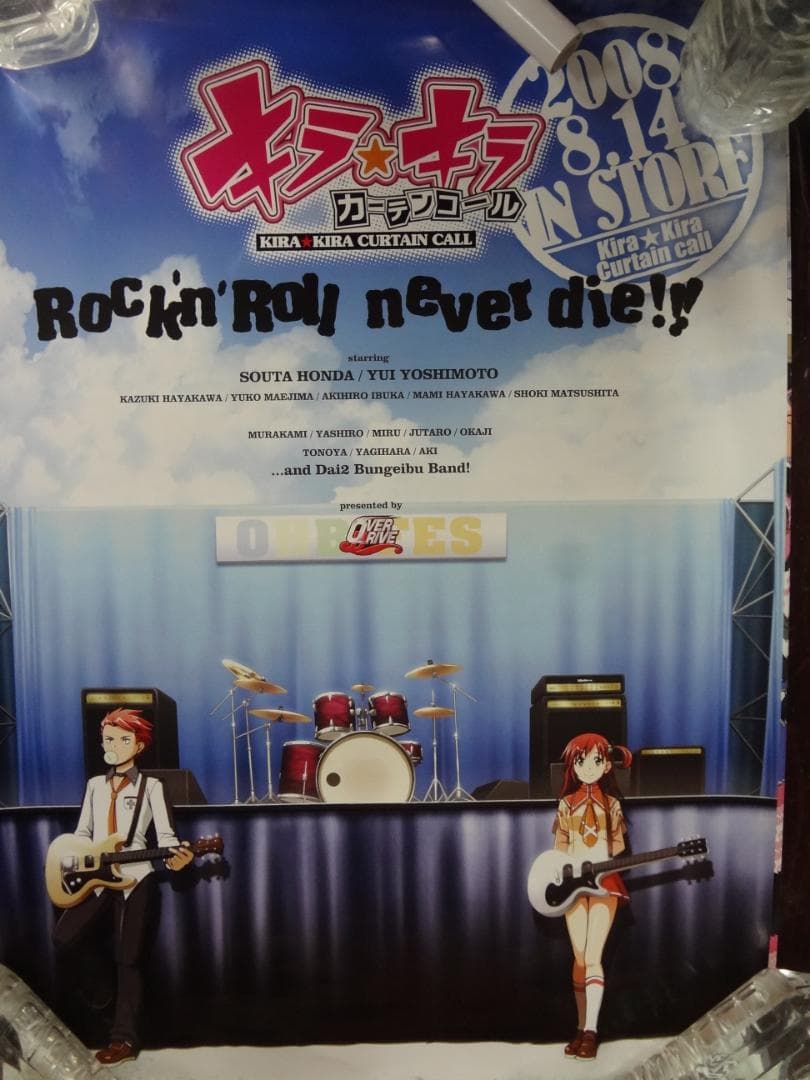 2008
8.14
IN STORE
Kira★Kira
Curtain call
キラ★キラ
カーテンコール
KIRA★KIRA CURTAIN CALL
Rock'n'Roll never die!!!
starring
SOUTA HONDA / YUI YOSHIMOTO
KAZUKI HAYAKAWA / YUKO MAEJIMA / AKIHIRO IBUKA / MAMI HAYAKAWA / SHOKI MATSUSHITA
MURAKAMI / YASHIRO / MIRU / JUTARO / OKAJI
TONOYA / YAGIHARA / AKI
...and Dai2 Bungeibu Band!
presented by
OVERDRIVE